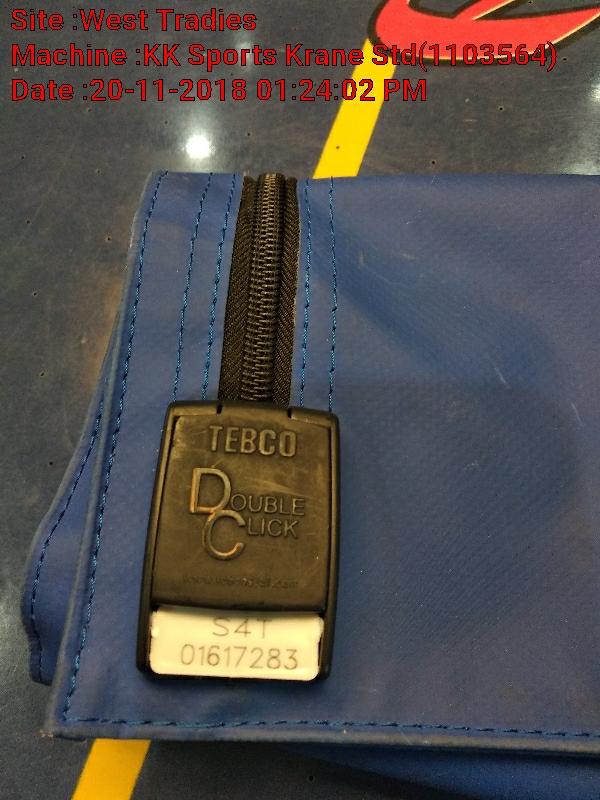 Site :West Tradies
Machine :KK Sports Krane Std(1103564)
Date :20-11-2018 01:24:02 PM
TEBCO
DOUBLE
CLICK
S4T
01617283